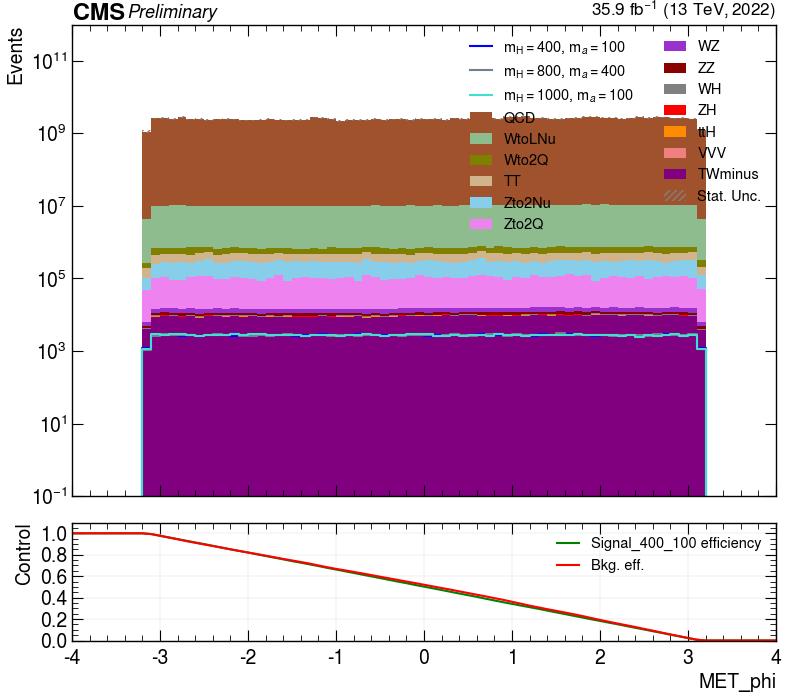 CMS Preliminary
35.9 fb⁻¹ (13 TeV, 2022)
Events
10¹¹
10⁹
10⁷
10⁵
10³
10¹
10⁻¹
m_H = 400, m_a = 100
m_H = 800, m_a = 400
m_H = 1000, m_a = 100
QCD
WtoLNu
Wto2Q
TT
Zto2Nu
Zto2Q
WZ
ZZ
WH
ZH
ttH
VVV
TWminus
Stat. Unc.
Control
1.0
0.8
0.6
0.4
0.2
0.0
Signal_400_100 efficiency
Bkg. eff.
-4 -3 -2 -1 0 1 2 3 4
MET_phi